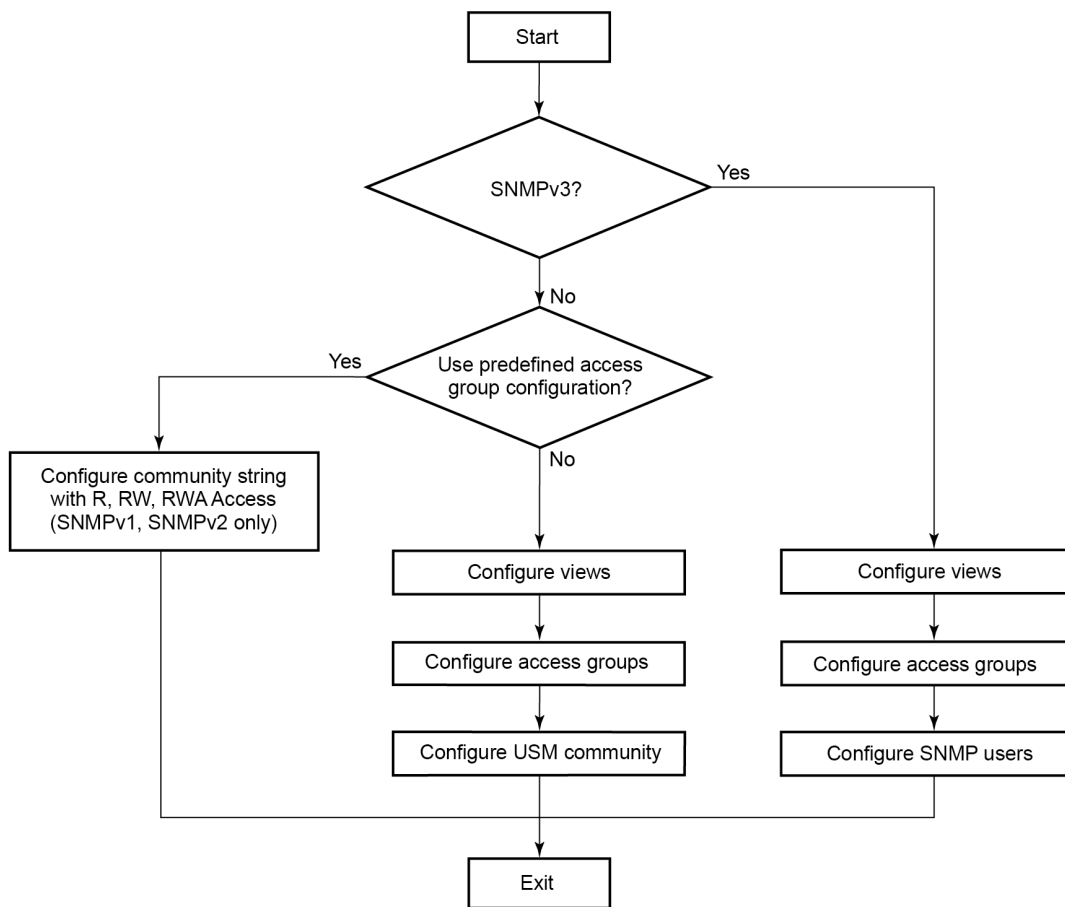 Start
SNMPv3?
Yes
No
Use predefined access
group configuration?
Yes
No
Configure community string
with R, RW, RWA Access
(SNMPv1, SNMPv2 only)
Configure views
Configure access groups
Configure USM community
Configure views
Configure access groups
Configure SNMP users
Exit